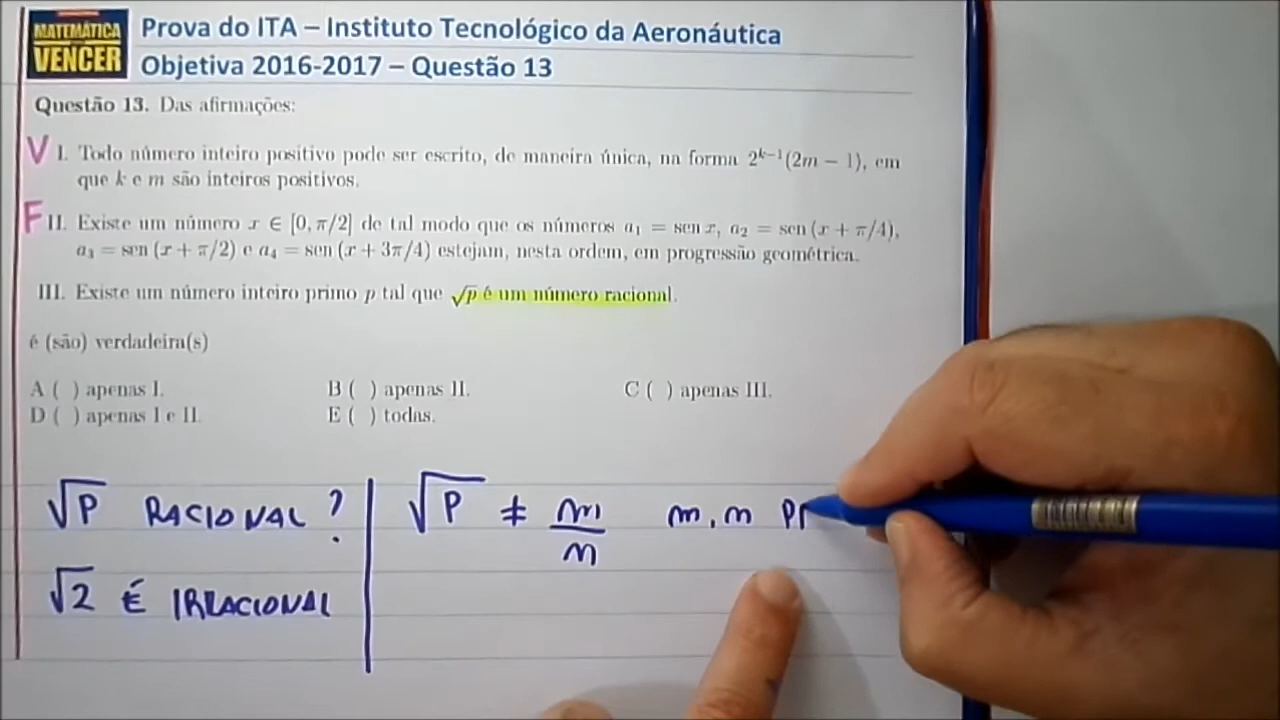 MATEMÁTICA
VENCER
Prova do ITA – Instituto Tecnológico da Aeronáutica
Objetiva 2016-2017 – Questão 13
Questão 13. Das afirmações:
V I. Todo número inteiro positivo pode ser escrito, de maneira única, na forma 2^{k−1}(2m − 1), em
que k e m são inteiros positivos.
F II. Existe um número x ∈ [0, π/2] de tal modo que os números a₁ = sen x, a₂ = sen (x + π/4),
a₃ = sen (x + π/2) e a₄ = sen (x + 3π/4) estejam, nesta ordem, em progressão geométrica.
III. Existe um número inteiro primo p tal que √p é um número racional.
é (são) verdadeira(s)
A ( ) apenas I. B ( ) apenas II. C ( ) apenas III.
D ( ) apenas I e II. E ( ) todas.
√P RACIONAL ? √P ≠ m/n m, n Pr
√2 É IRRACIONAL